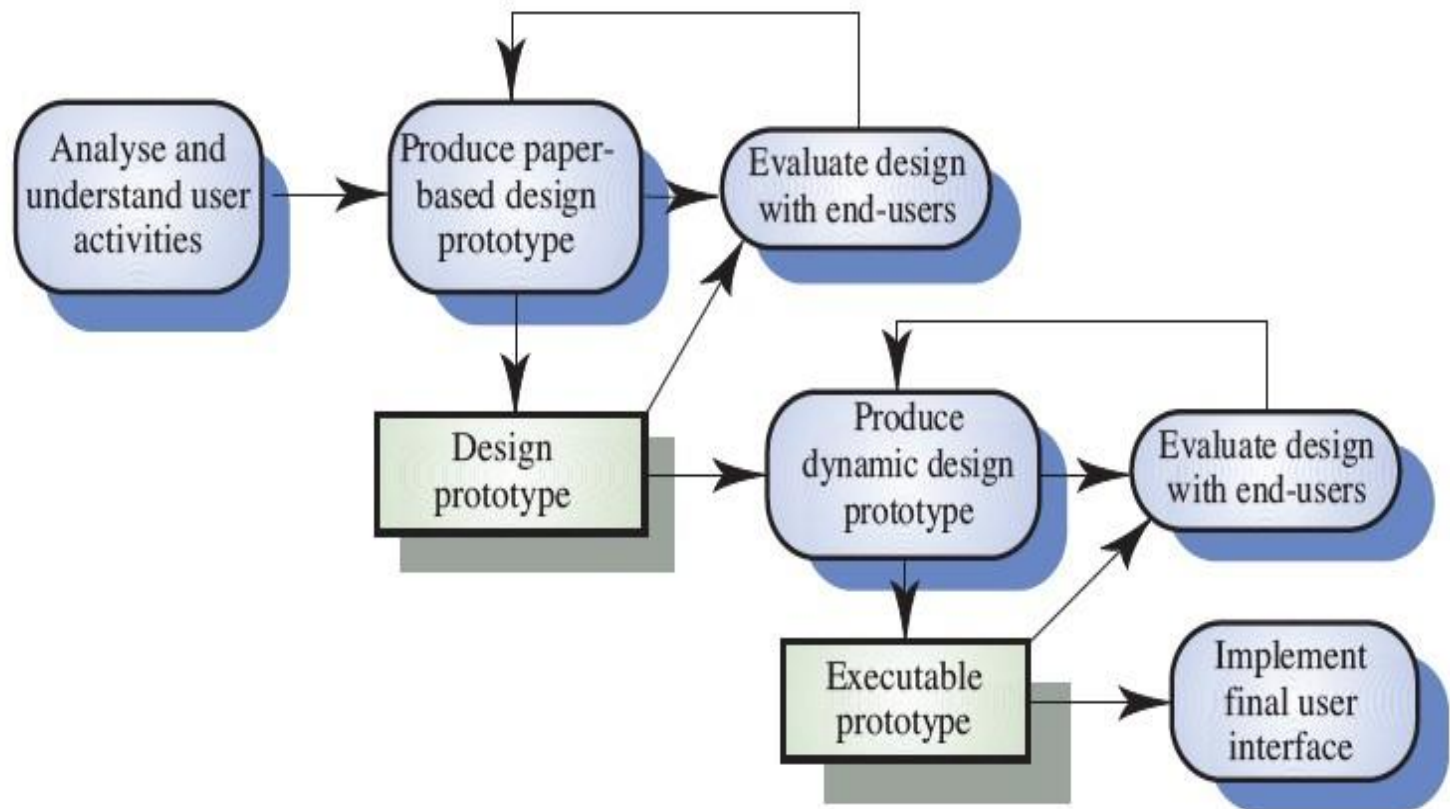 Analyse and
understand user
activities
Produce paper-
based design
prototype
Evaluate design
with end-users
Design
prototype
Produce
dynamic design
prototype
Evaluate design
with end-users
Executable
prototype
Implement
final user
interface